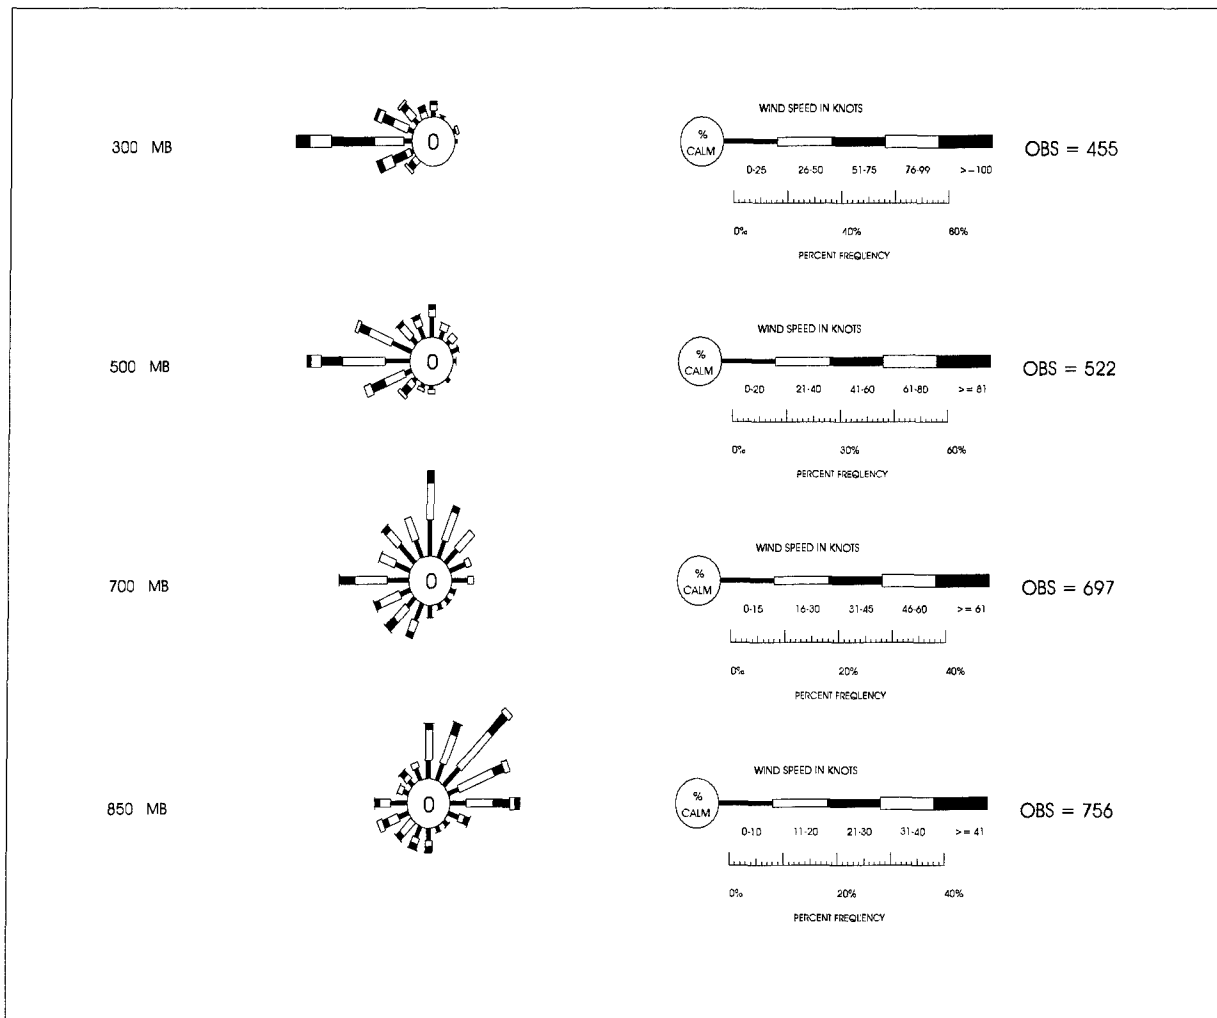 WIND SPEED IN KNOTS
300 MB 0 % CALM OBS = 455
0-25 26-50 51-75 76-99 >=100
0% 40% 80%
PERCENT FREQUENCY
WIND SPEED IN KNOTS
500 MB 0 % CALM OBS = 522
0-20 21-40 41-60 61-80 >= 81
0% 30% 60%
PERCENT FREQUENCY
WIND SPEED IN KNOTS
700 MB 0 % CALM OBS = 697
0-15 16-30 31-45 46-60 >= 61
0% 20% 40%
PERCENT FREQUENCY
WIND SPEED IN KNOTS
850 MB 0 % CALM OBS = 756
0-10 11-20 21-30 31-40 >= 41
0% 20% 40%
PERCENT FREQUENCY